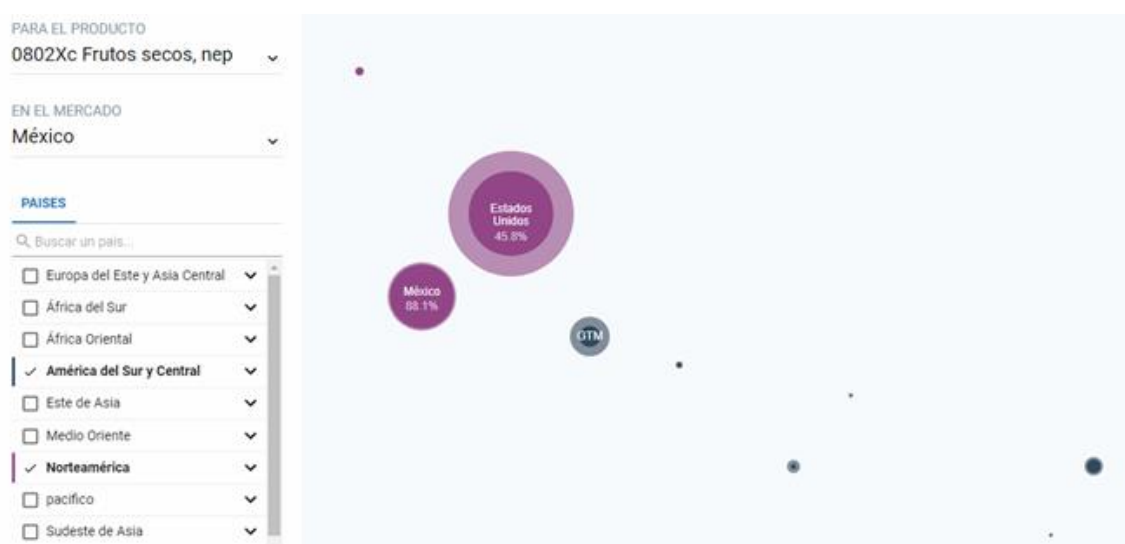 PARA EL PRODUCTO
0802Xc Frutos secos, nep
EN EL MERCADO
México
PAISES
Buscar un país...
Europa del Este y Asia Central
África del Sur
África Oriental
América del Sur y Central
Este de Asia
Medio Oriente
Norteamérica
pacífico
Sudeste de Asia
Estados
Unidos
45.8%
México
88.1%
GTM